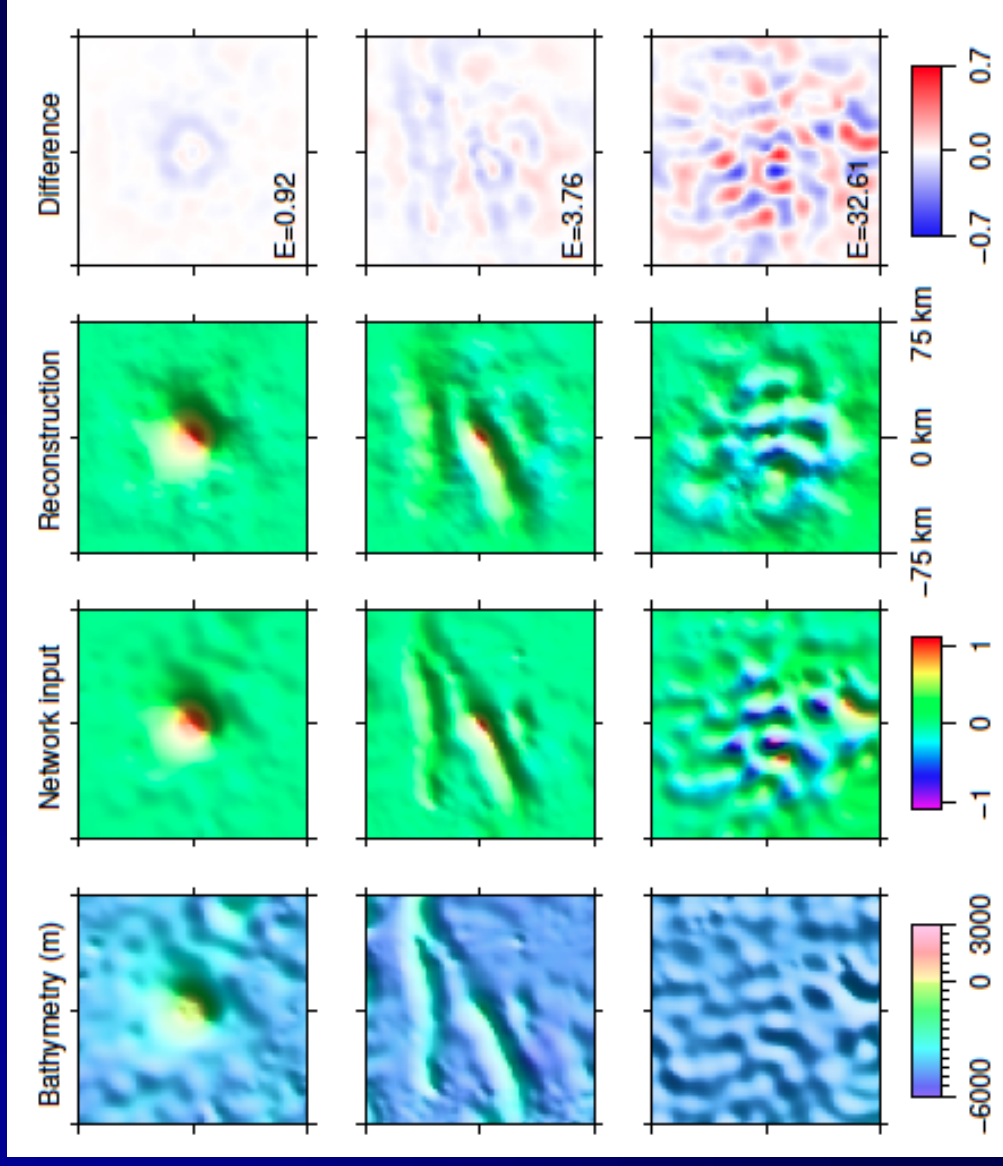 Bathymetry (m)
Network input
Reconstruction
Difference
E=0.92
E=3.76
E=32.61
−6000 0 3000
−1 0 1
−75 km 0 km 75 km
−0.7 0.0 0.7